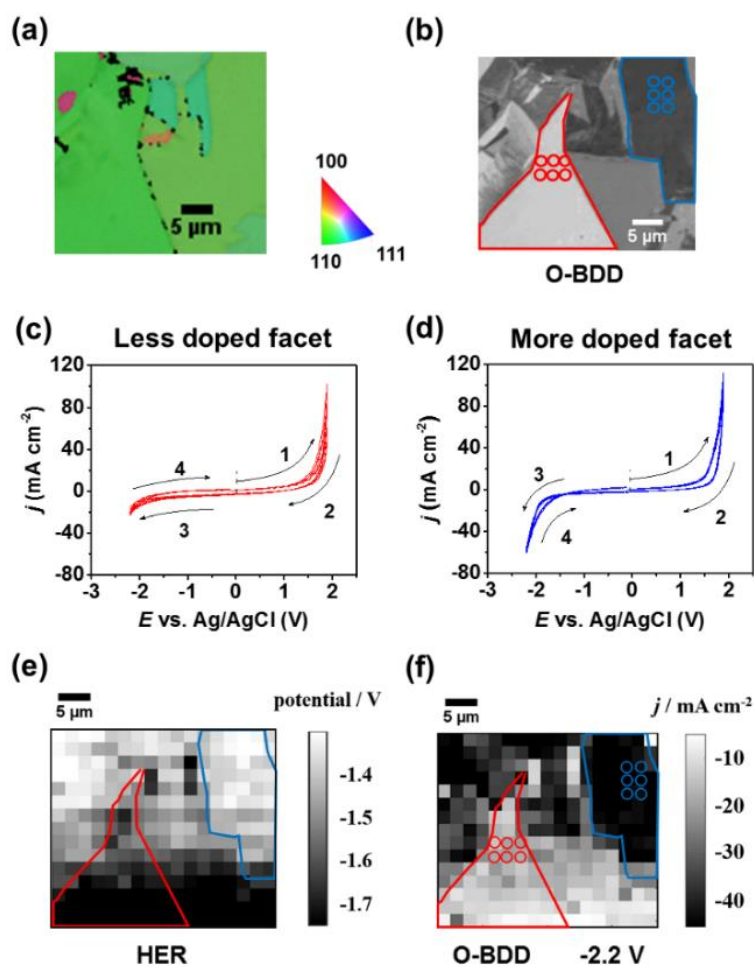 (a)
5 µm
100
110
111
(b)
5 µm
O-BDD
(c)
Less doped facet
j (mA cm-2)
120
80
40
0
-40
-80
-3
-2
-1
0
1
2
E vs. Ag/AgCl (V)
1
2
3
4
(d)
More doped facet
j (mA cm-2)
120
80
40
0
-40
-80
-3
-2
-1
0
1
2
E vs. Ag/AgCl (V)
1
2
3
4
(e)
5 µm
potential / V
-1.4
-1.5
-1.6
-1.7
HER
(f)
5 µm
j / mA cm-2
-10
-20
-30
-40
O-BDD -2.2 V